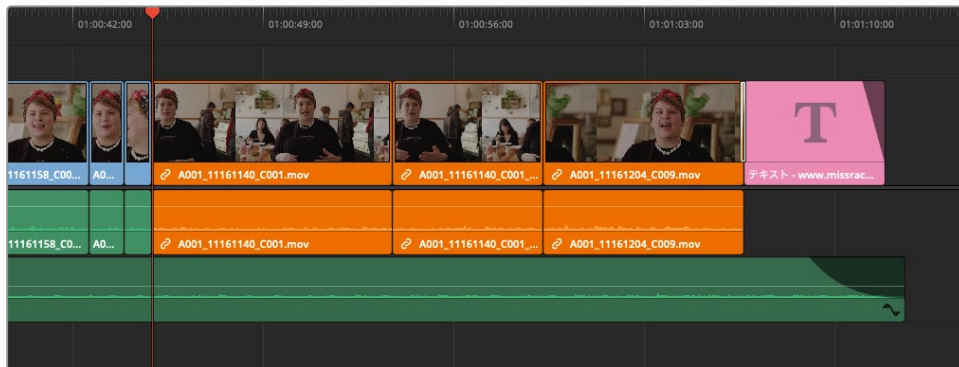 01:00:42:00
01:00:49:00
01:00:56:00
01:01:03:00
01:01:10:00
T
1161158_C00...
A0...
A001_11161140_C001.mov
A001_11161140_C001_...
A001_11161204_C009.mov
テキスト - www.missrac...
1161158_C0...
A0...
A001_11161140_C001.mov
A001_11161140_C001_...
A001_11161204_C009.mov